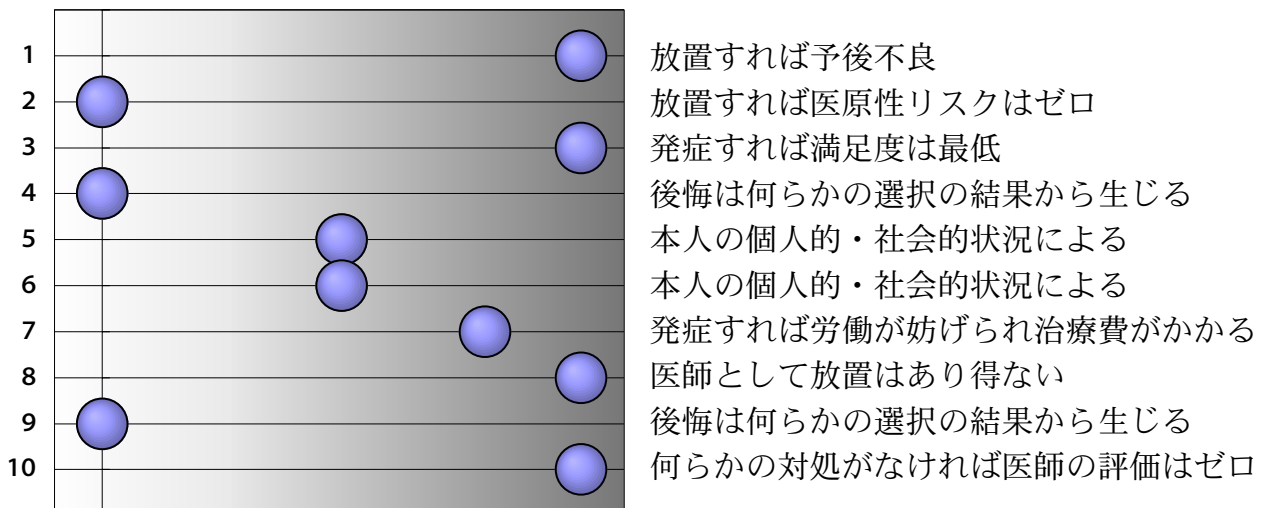 1 放置すれば予後不良
2 放置すれば医原性リスクはゼロ
3 発症すれば満足度は最低
4 後悔は何らかの選択の結果から生じる
5 本人の個人的・社会的状況による
6 本人の個人的・社会的状況による
7 発症すれば労働が妨げられ治療費がかかる
8 医師として放置はあり得ない
9 後悔は何らかの選択の結果から生じる
10 何らかの対処がなければ医師の評価はゼロ